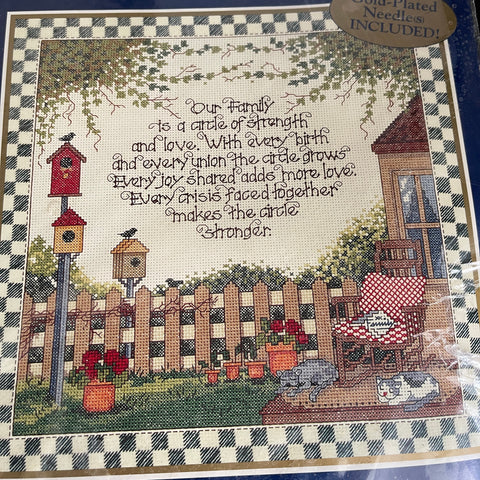 Gold-Plated
Needle(s)
INCLUDED!
Our Family
is a circle of strength
and love. With every birth
and every union the circle grows
Every joy shared adds more love.
Every crisis faced together
makes the circle
stronger.
Family